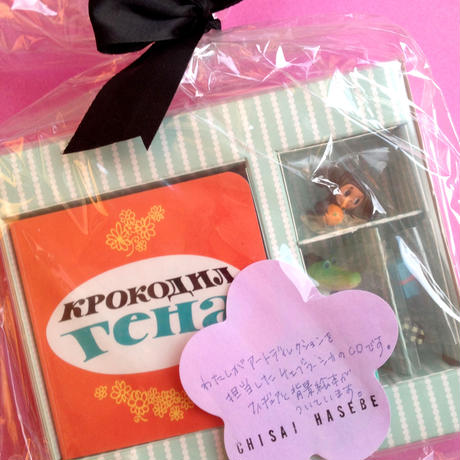 КРОКОДИЛ
гена
わたしがアートディレクションを
担当したチェブラーシカのCDです。
フィギュアと背景絵本が
ついています。
CHISAI HASEBE